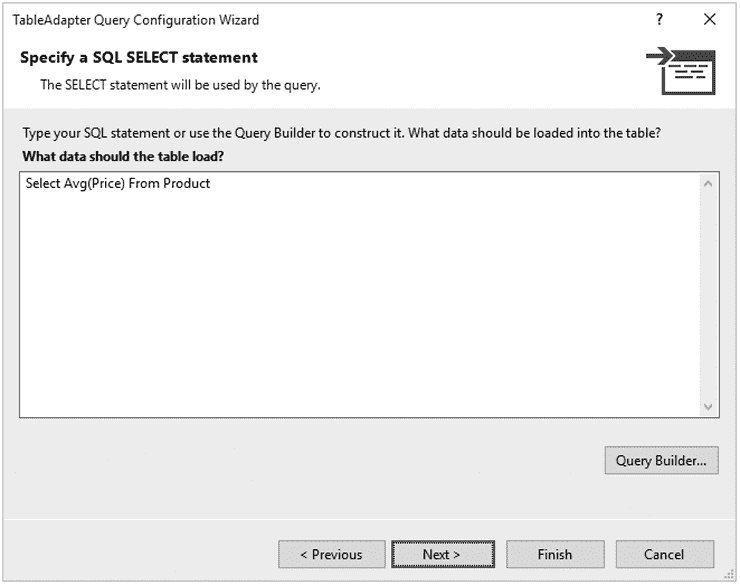 TableAdapter Query Configuration Wizard
?
Specify a SQL SELECT statement
The SELECT statement will be used by the query.
Type your SQL statement or use the Query Builder to construct it. What data should be loaded into the table?
What data should the table load?
Select Avg(Price) From Product
Query Builder...
< Previous
Next >
Finish
Cancel